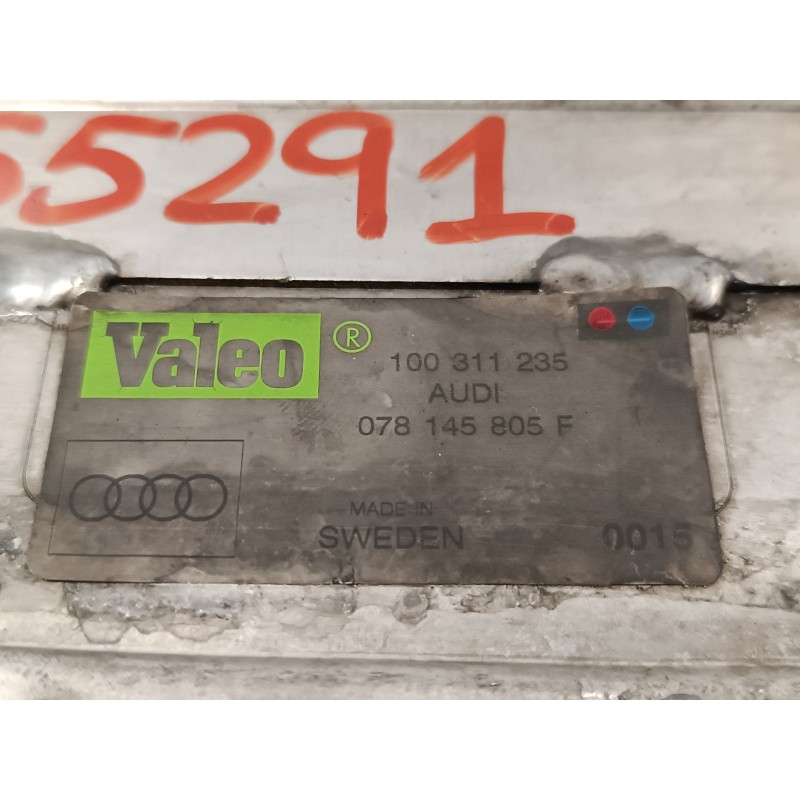 55291
Valeo ®
100 311 235
AUDI
078 145 805 F
MADE IN
SWEDEN 0015